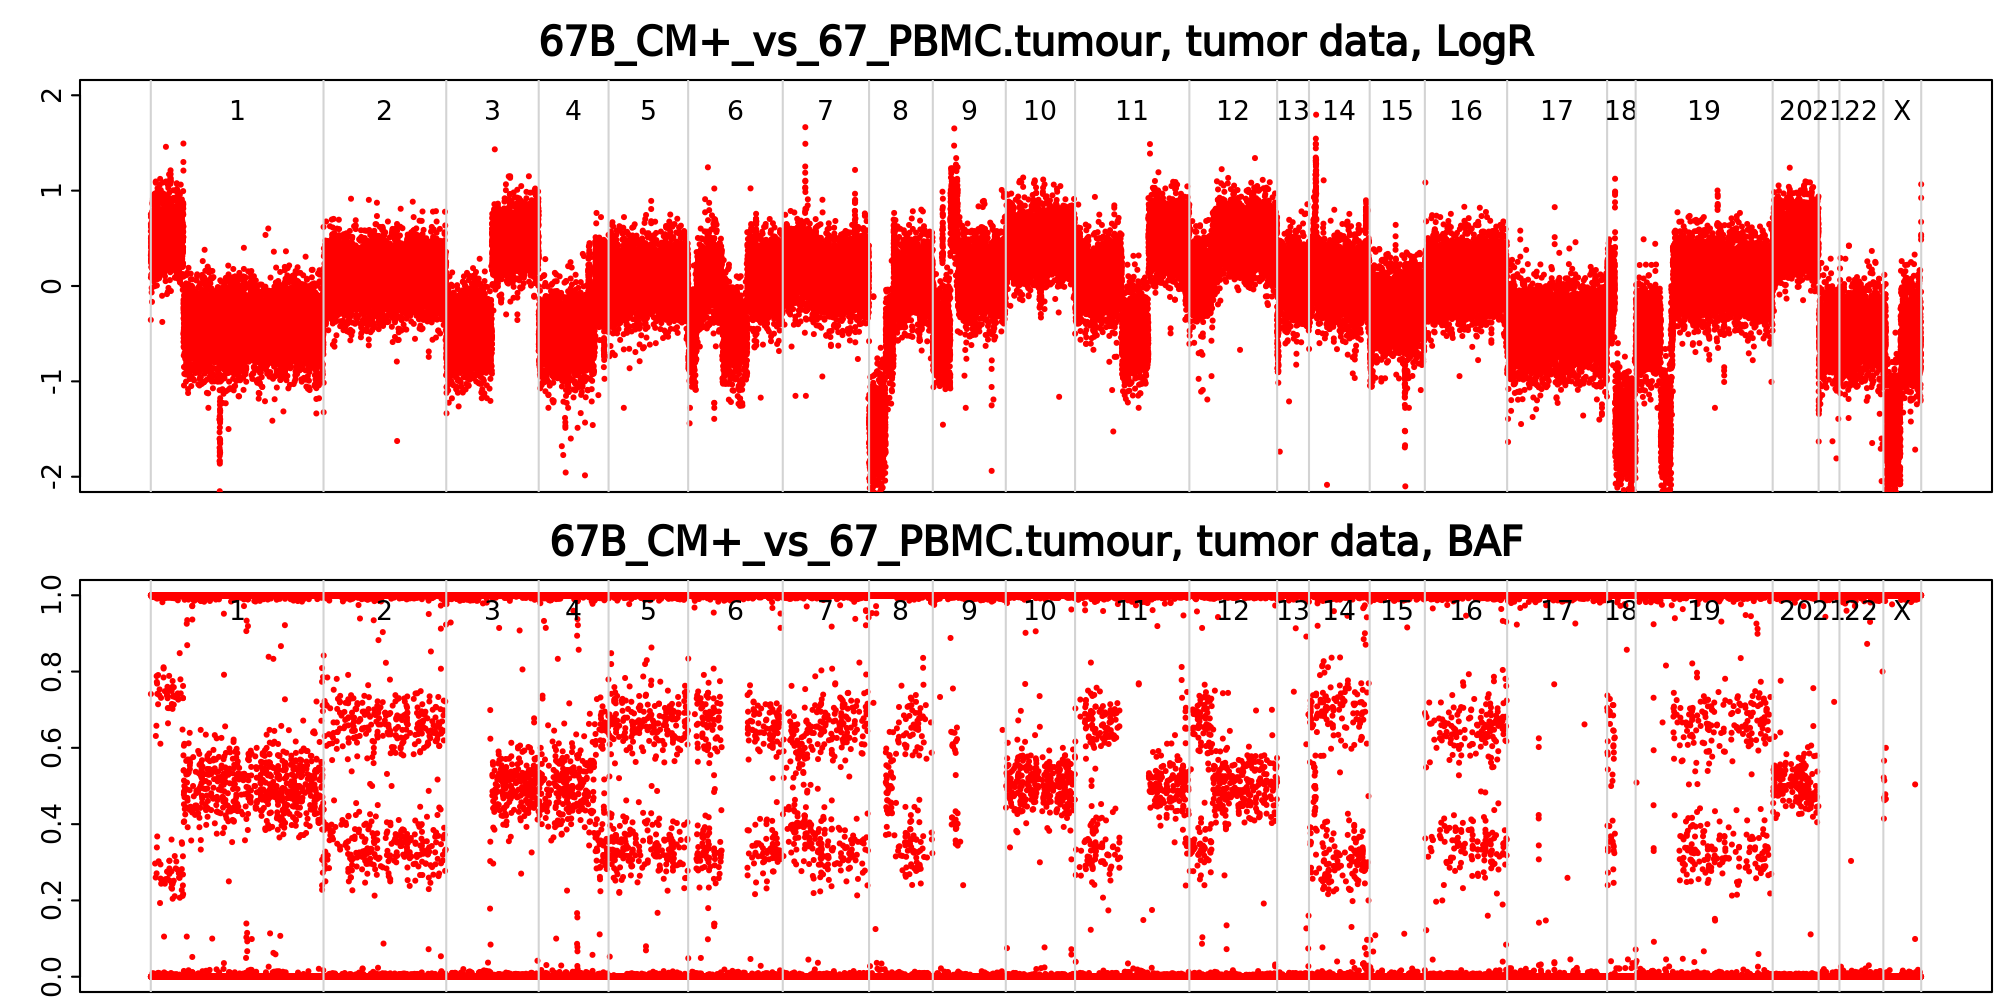 67B_CM+_vs_67_PBMC.tumour, tumor data, LogR
2
1
0
-1
-2
1 2 3 4 5 6 7 8 9 10 11 12 13 14 15 16 17 18 19 20 21 22 X
67B_CM+_vs_67_PBMC.tumour, tumor data, BAF
1.0
0.8
0.6
0.4
0.2
0.0
1 2 3 4 5 6 7 8 9 10 11 12 13 14 15 16 17 18 19 20 21 22 X